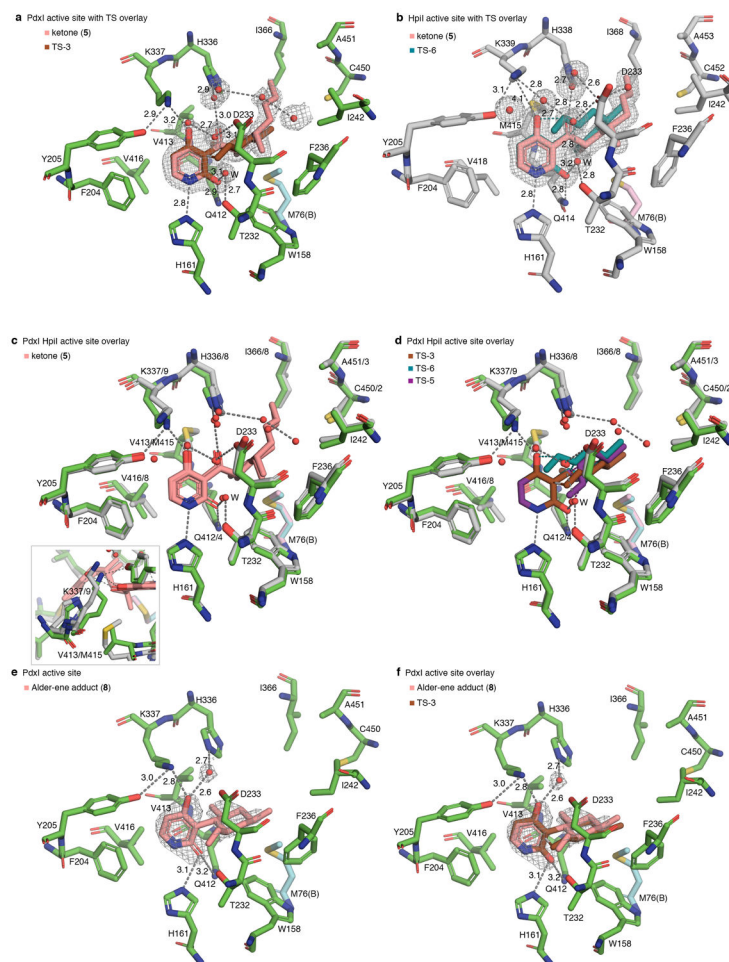 a PdxI active site with TS overlay
ketone (5)
TS-3
K337
H336
I366
A451
C450
I242
2.9
2.9
3.2
3.0
2.7
3.1
D233
Y205
V413
V416
F204
F236
3.1
W
2.9
2.7
2.8
Q412
M76(B)
T232
H161
W158
b HpiI active site with TS overlay
ketone (5)
TS-6
K339
H338
I368
A453
C452
D233
I242
3.1
2.8
2.7
2.6
4.1
2.8
2.7
2.8
M415
Y205
F236
V418
F204
2.8
3.2
W
2.8
2.8
2.8
Q414
M76(B)
T232
H161
W158
c PdxI HpiI active site overlay
ketone (5)
K337/9
H336/8
I366/8
A451/3
C450/2
I242
V413/M415
D233
Y205
V416/8
F204
F236
W
Q412/4
M76(B)
T232
H161
W158
K337/9
V413/M415
d PdxI HpiI active site overlay
TS-3
TS-6
TS-5
K337/9
H336/8
I366/8
A451/3
C450/2
I242
V413/M415
D233
Y205
V416/8
F204
F236
W
Q412/4
M76(B)
T232
H161
W158
e PdxI active site
Alder-ene adduct (8)
K337
H336
I366
A451
C450
I242
2.7
3.0
2.8
2.6
D233
V413
Y205
V416
F204
F236
3.1
3.2
Q412
M76(B)
T232
H161
W158
f PdxI active site overlay
Alder-ene adduct (8)
TS-3
K337
H336
I366
A451
C450
I242
2.7
3.0
2.8
2.6
D233
V413
Y205
V416
F204
F236
3.1
3.2
Q412
M76(B)
T232
H161
W158